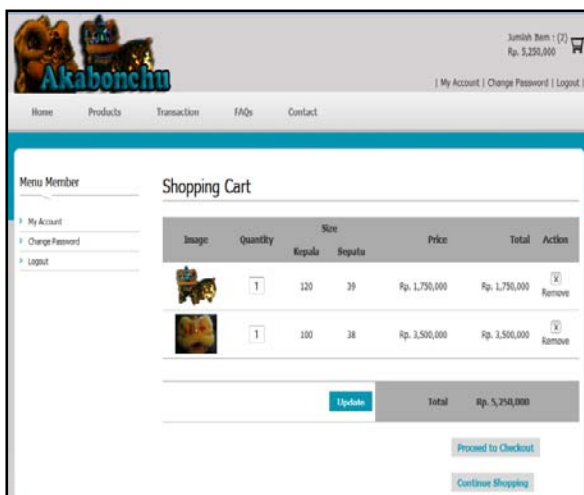 Akabonchu
Jumlah Item : (2)
Rp. 5,250,000
| My Account | Change Password | Logout |
Home Products Transaction FAQs Contact
Menu Member
My Account
Change Password
Logout
Shopping Cart
Image Quantity Size Price Total Action
Kepala Sepatu
1 120 39 Rp. 1,750,000 Rp. 1,750,000 X
Remove
1 100 38 Rp. 3,500,000 Rp. 3,500,000 X
Remove
Update Total Rp. 5,250,000
Proceed to Checkout
Continue Shopping